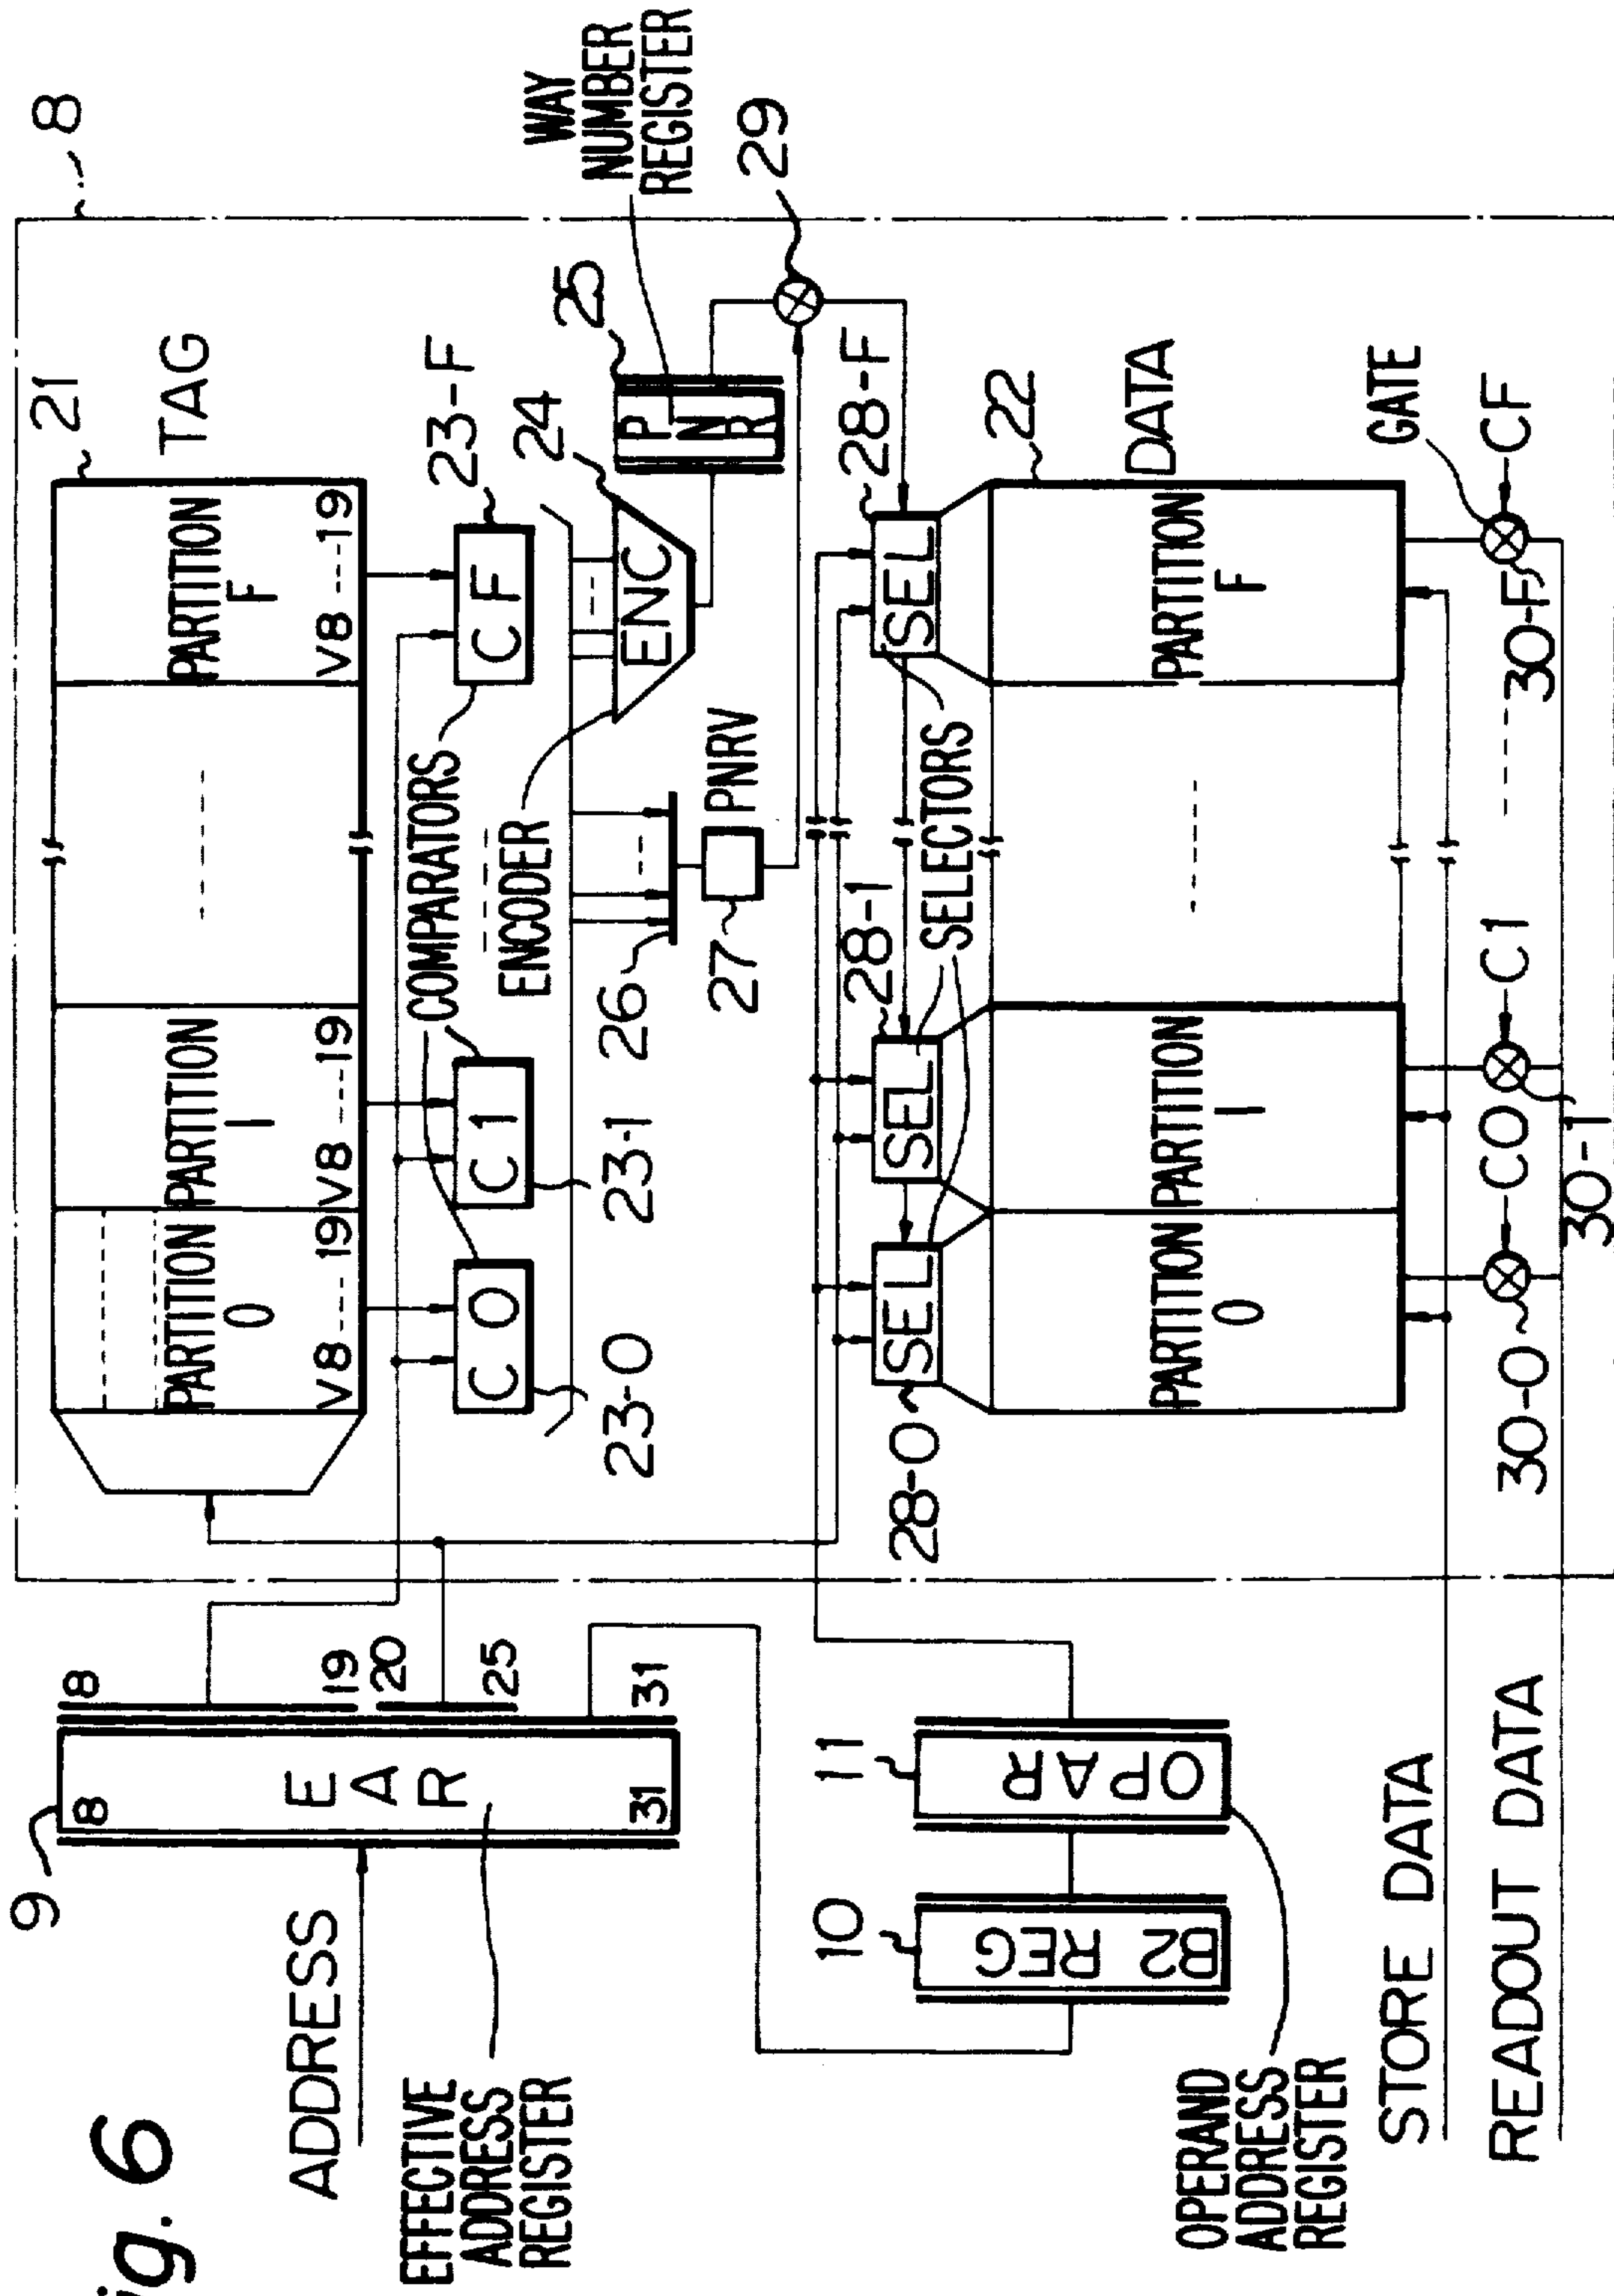 ig. 6
8
9
ADDRESS
8
31
E A R
8
19
20
25
31
EFFECTIVE
ADDRESS
REGISTER
21
TAG
PARTITION
0
V8 ---- 19
PARTITION
1
V8 ---- 19
PARTITION
F
V8 --- 19
C 0
23-0
C 1
23-1
C F
23-F
COMPARATORS
ENCODER
24
ENC
25
P N R
WAY
NUMBER
REGISTER
26
27
PNRV
29
10
B2 REG
11
OPAR
OPERAND
ADDRESS
REGISTER
28-0
SEL
28-1
SEL
28-F
SEL
SELECTORS
22
DATA
PARTITION
0
PARTITION
1
PARTITION
F
GATE
30-0
C0
30-1
C1
30-F
CF
STORE DATA
READOUT DATA